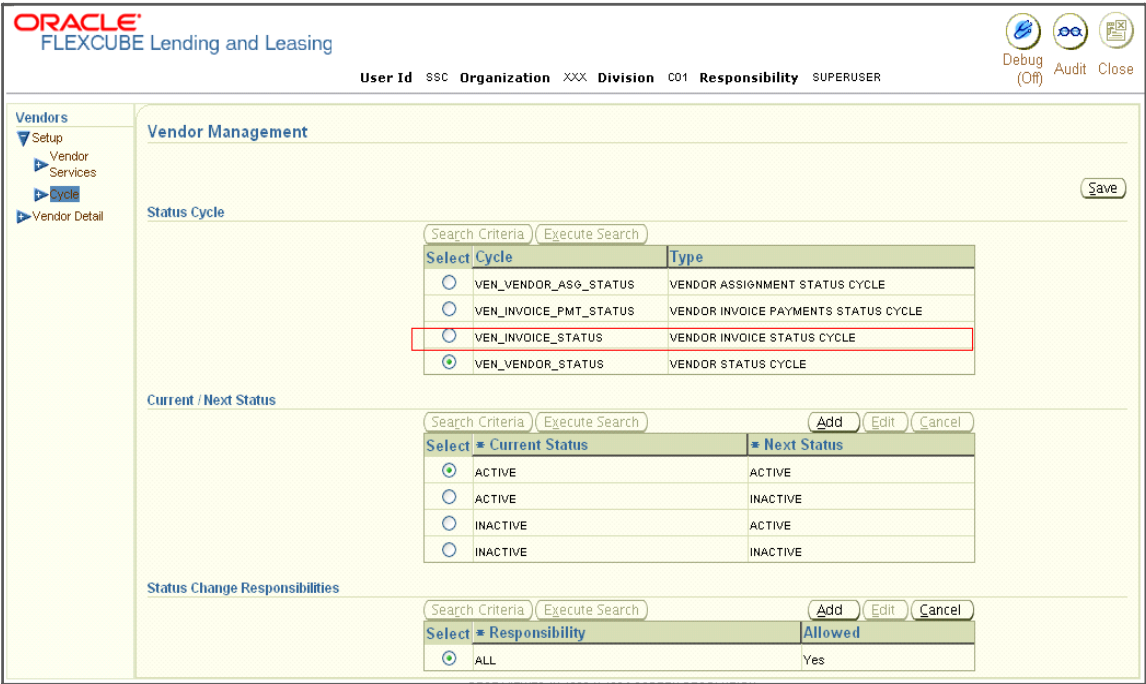 ORACLE
FLEXCUBE Lending and Leasing
Debug (Off) Audit Close
User Id SSC Organization XXX Division C01 Responsibility SUPERUSER
Vendors
Setup
Vendor Services
Cycle
Vendor Detail
Vendor Management
Save
Status Cycle
Search Criteria Execute Search
Select Cycle Type
VEN_VENDOR_ASG_STATUS VENDOR ASSIGNMENT STATUS CYCLE
VEN_INVOICE_PMT_STATUS VENDOR INVOICE PAYMENTS STATUS CYCLE
VEN_INVOICE_STATUS VENDOR INVOICE STATUS CYCLE
VEN_VENDOR_STATUS VENDOR STATUS CYCLE
Current / Next Status
Search Criteria Execute Search Add Edit Cancel
Select * Current Status * Next Status
ACTIVE ACTIVE
ACTIVE INACTIVE
INACTIVE ACTIVE
INACTIVE INACTIVE
Status Change Responsibilities
Search Criteria Execute Search Add Edit Cancel
Select * Responsibility Allowed
ALL Yes